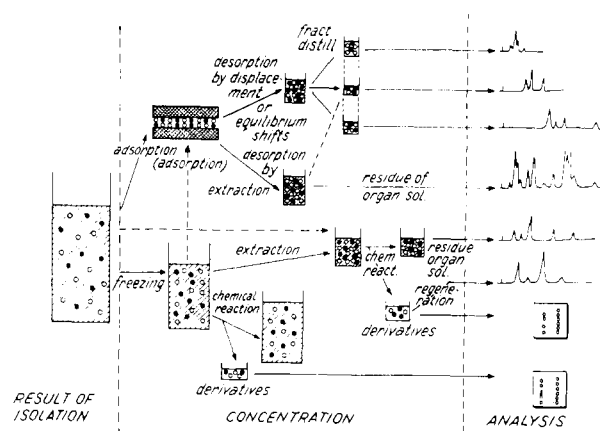 fract
distill
desorption
by displace-
ment
or
equilibrium
shifts
adsorption
(adsorption)
desorption
by
extraction
residue of
organ sol.
extraction
residue
organ
sol.
chem
react.
freezing
chemical
reaction
regene-
ration
derivatives
derivatives
RESULT OF
ISOLATION
CONCENTRATION
ANALYSIS